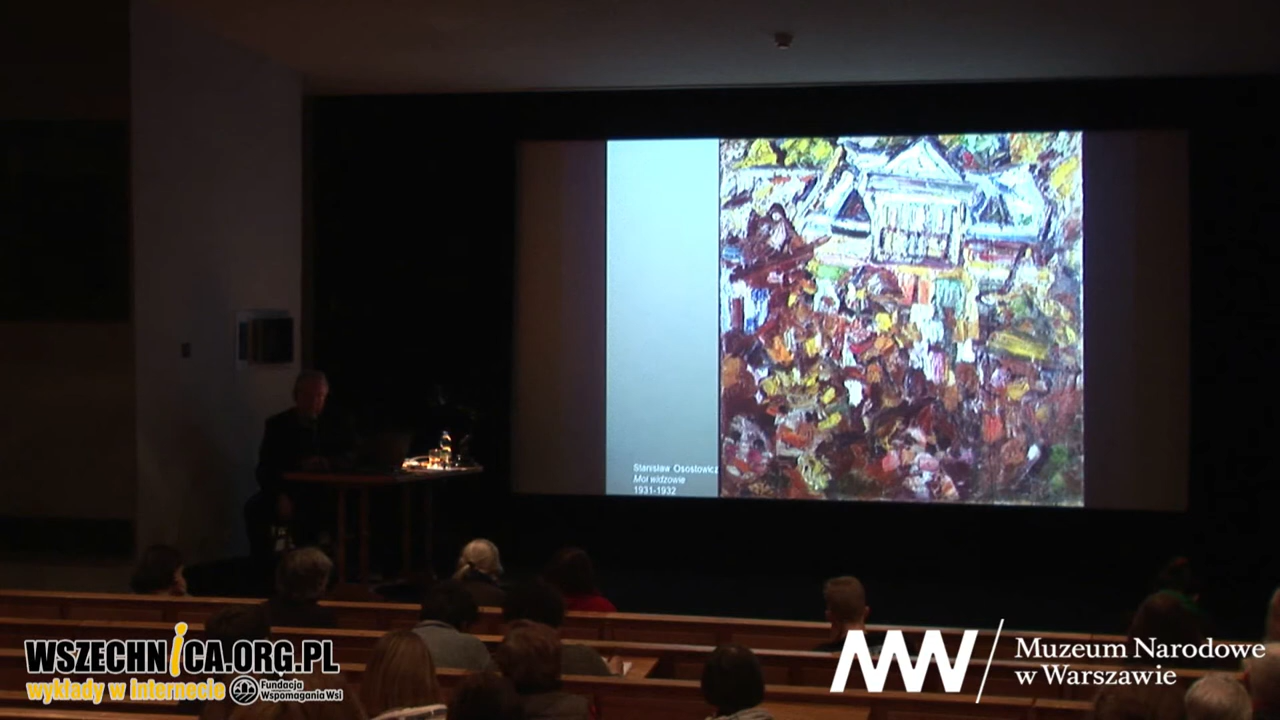 Stanisław Osostowicz
Moi widzowie
1931-1932
WSZECHNiCA.ORG.PL
wykłady w internecie
Fundacja
Wspomagania Wsi
Muzeum Narodowe
w Warszawie